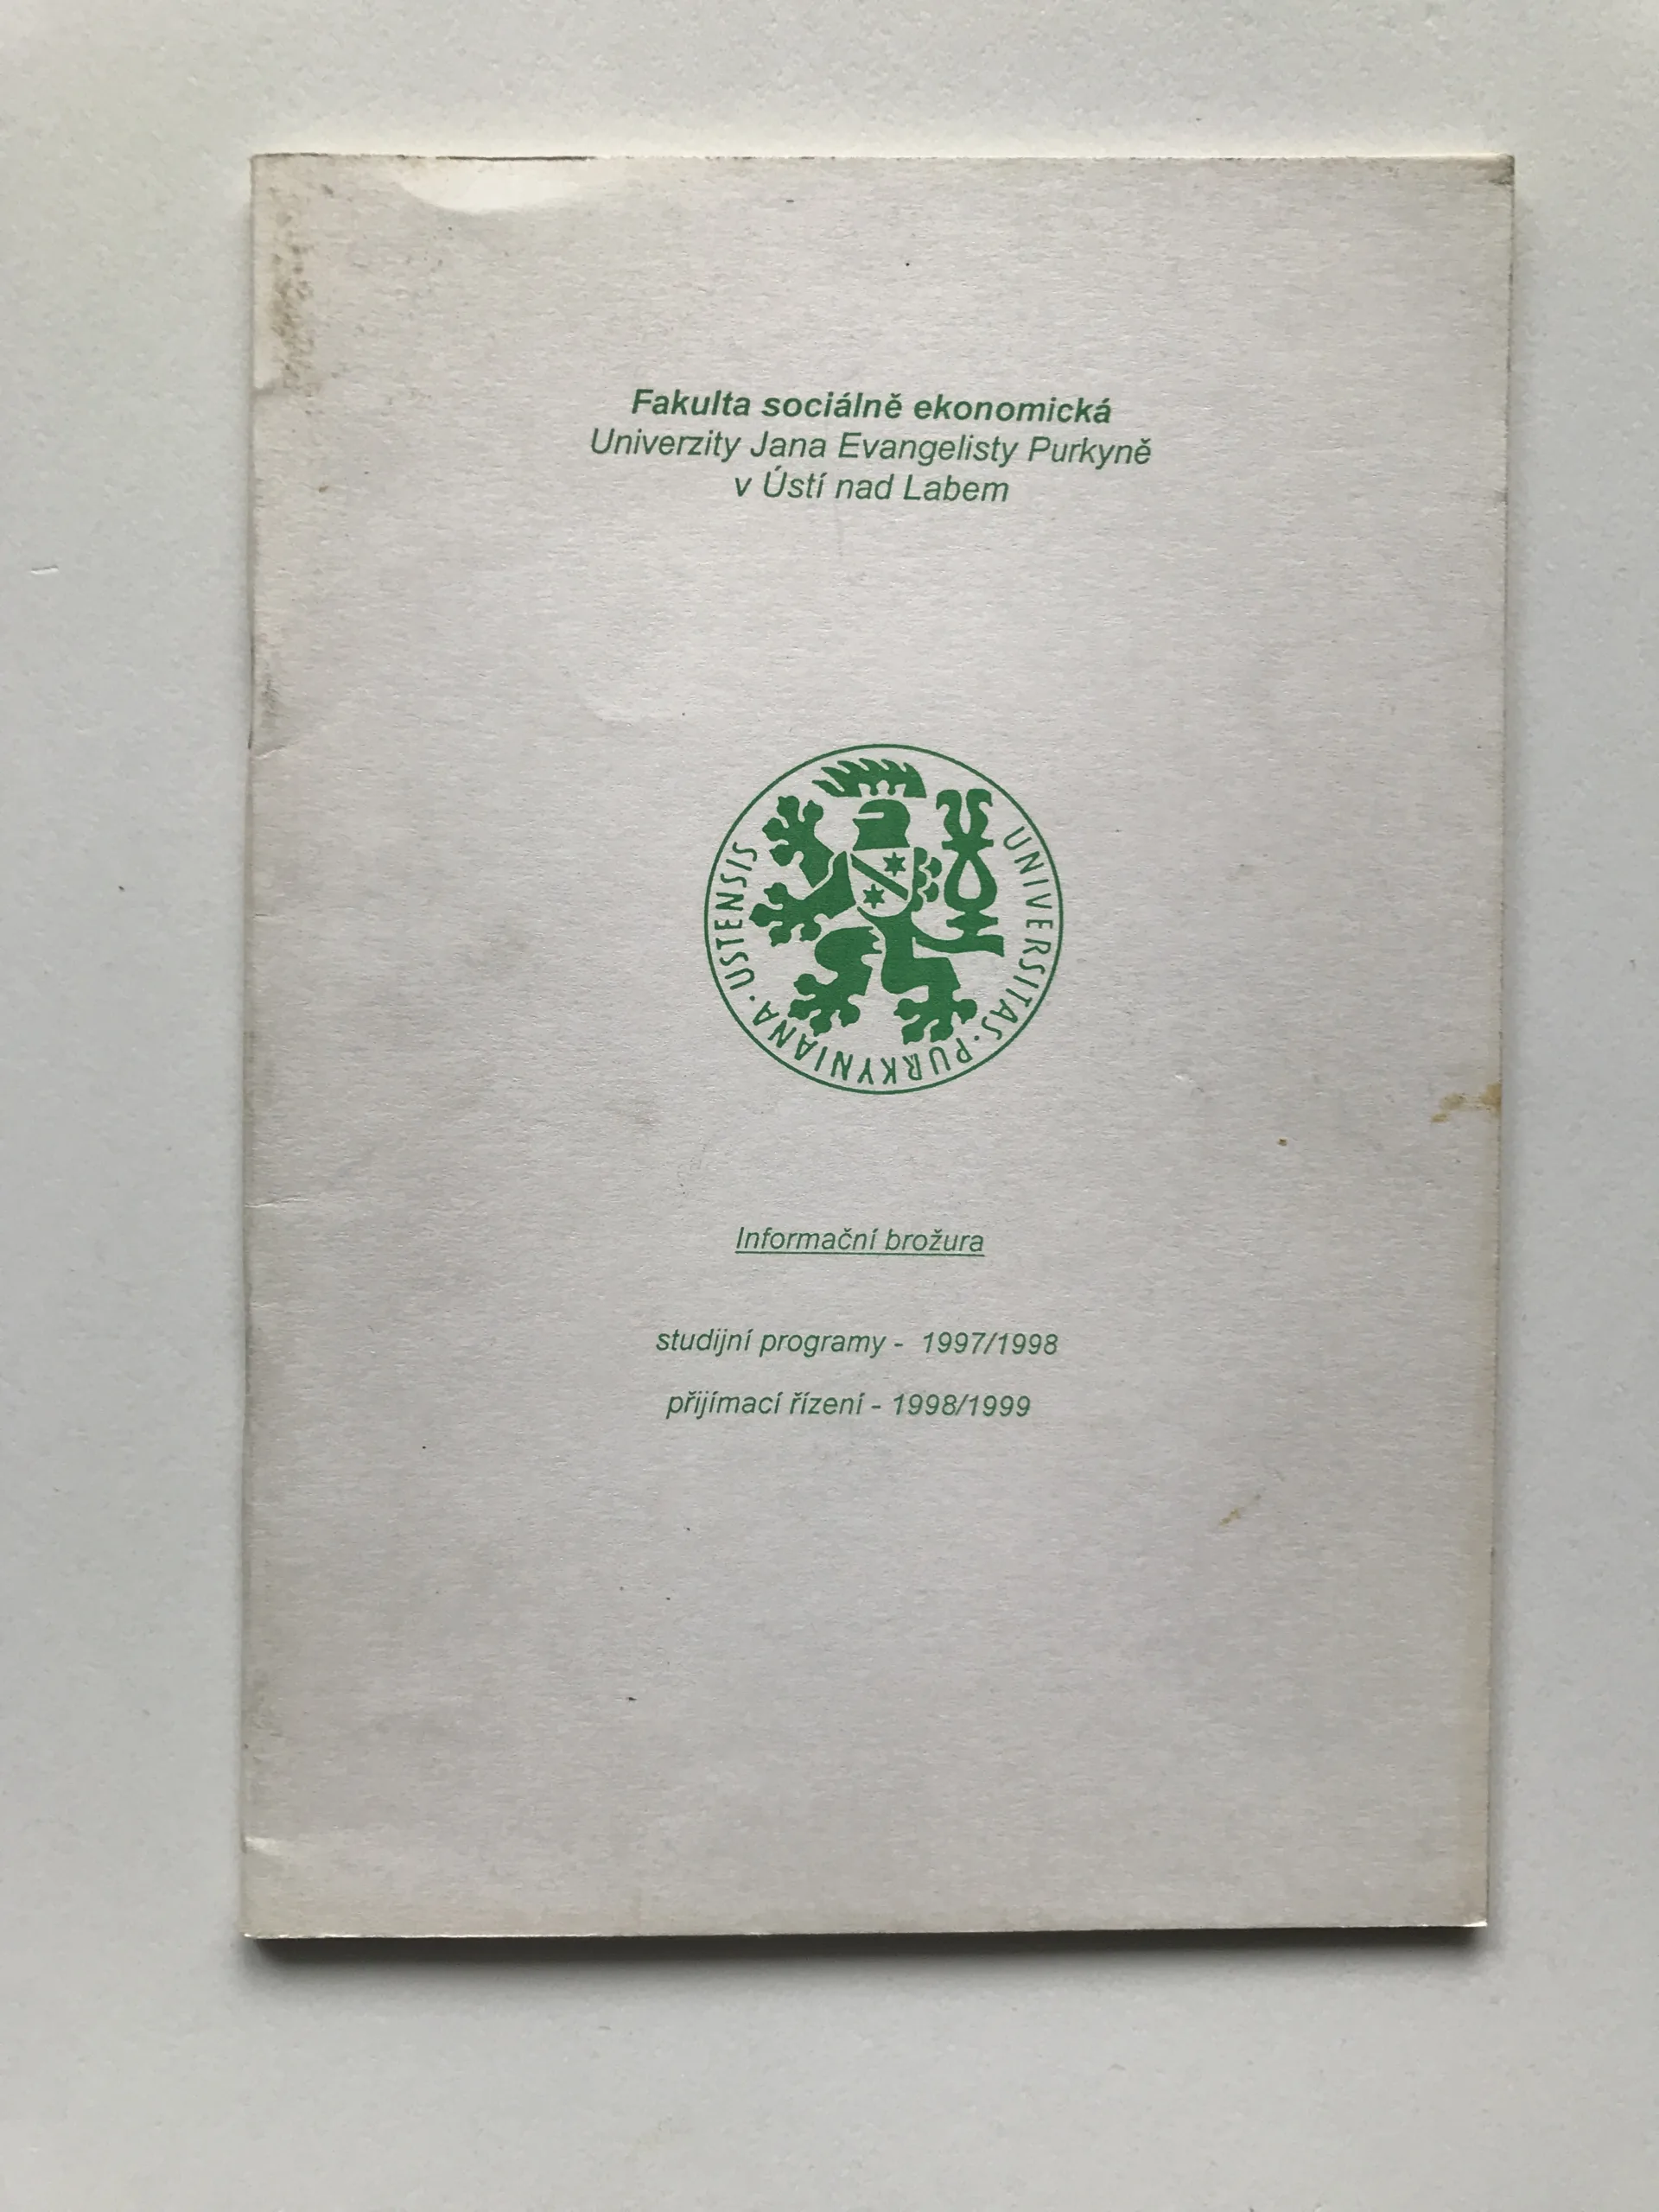 Fakulta sociálně ekonomická
Univerzity Jana Evangelisty Purkyně
v Ústí nad Labem
UNIVERSITAS · PURKYNIANA · USTENSIS
Informační brožura
studijní programy - 1997/1998
přijímací řízení - 1998/1999